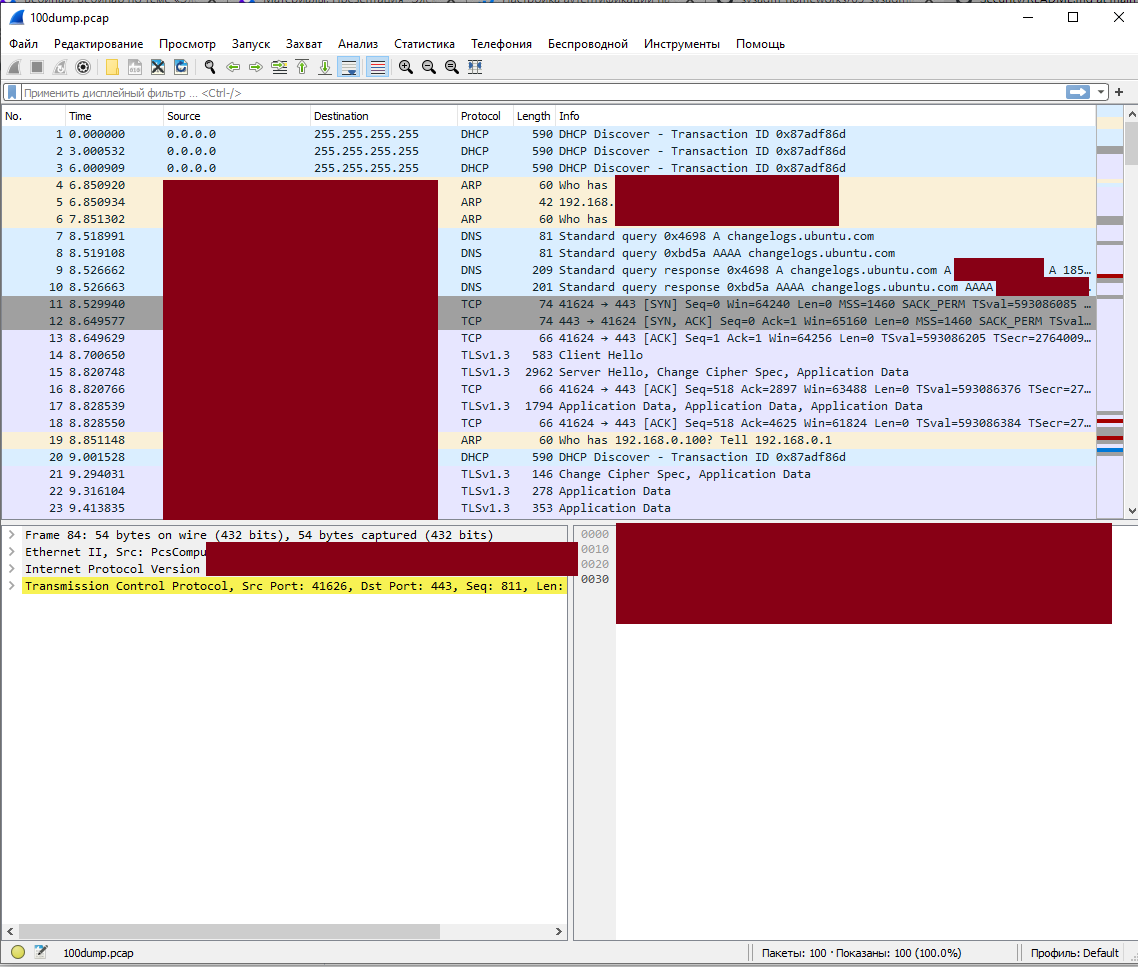 100dump.pcap
Файл Редактирование Просмотр Запуск Захват Анализ Статистика Телефония Беспроводной Инструменты Помощь
Применить дисплейный фильтр ... <Ctrl-/>
No. Time Source Destination Protocol Length Info
1 0.000000 0.0.0.0 255.255.255.255 DHCP 590 DHCP Discover - Transaction ID 0x87adf86d
2 3.000532 0.0.0.0 255.255.255.255 DHCP 590 DHCP Discover - Transaction ID 0x87adf86d
3 6.000909 0.0.0.0 255.255.255.255 DHCP 590 DHCP Discover - Transaction ID 0x87adf86d
4 6.850920 ARP 60 Who has
5 6.850934 ARP 42 192.168.
6 7.851302 ARP 60 Who has
7 8.518991 DNS 81 Standard query 0x4698 A changelogs.ubuntu.com
8 8.519108 DNS 81 Standard query 0xbd5a AAAA changelogs.ubuntu.com
9 8.526662 DNS 209 Standard query response 0x4698 A changelogs.ubuntu.com A A 185…
10 8.526663 DNS 201 Standard query response 0xbd5a AAAA changelogs.ubuntu.com AAAA
11 8.529940 TCP 74 41624 → 443 [SYN] Seq=0 Win=64240 Len=0 MSS=1460 SACK_PERM TSval=593086085 …
12 8.649577 TCP 74 443 → 41624 [SYN, ACK] Seq=0 Ack=1 Win=65160 Len=0 MSS=1460 SACK_PERM TSval…
13 8.649629 TCP 66 41624 → 443 [ACK] Seq=1 Ack=1 Win=64256 Len=0 TSval=593086205 TSecr=2764009…
14 8.700650 TLSv1.3 583 Client Hello
15 8.820748 TLSv1.3 2962 Server Hello, Change Cipher Spec, Application Data
16 8.820766 TCP 66 41624 → 443 [ACK] Seq=518 Ack=2897 Win=63488 Len=0 TSval=593086376 TSecr=27…
17 8.828539 TLSv1.3 1794 Application Data, Application Data, Application Data
18 8.828550 TCP 66 41624 → 443 [ACK] Seq=518 Ack=4625 Win=61824 Len=0 TSval=593086384 TSecr=27…
19 8.851148 ARP 60 Who has 192.168.0.100? Tell 192.168.0.1
20 9.001528 DHCP 590 DHCP Discover - Transaction ID 0x87adf86d
21 9.294031 TLSv1.3 146 Change Cipher Spec, Application Data
22 9.316104 TLSv1.3 278 Application Data
23 9.413835 TLSv1.3 353 Application Data
Frame 84: 54 bytes on wire (432 bits), 54 bytes captured (432 bits)
Ethernet II, Src: PcsCompu
Internet Protocol Version
Transmission Control Protocol, Src Port: 41626, Dst Port: 443, Seq: 811, Len:
0000
0010
0020
0030
100dump.pcap
Пакеты: 100 · Показаны: 100 (100.0%)
Профиль: Default